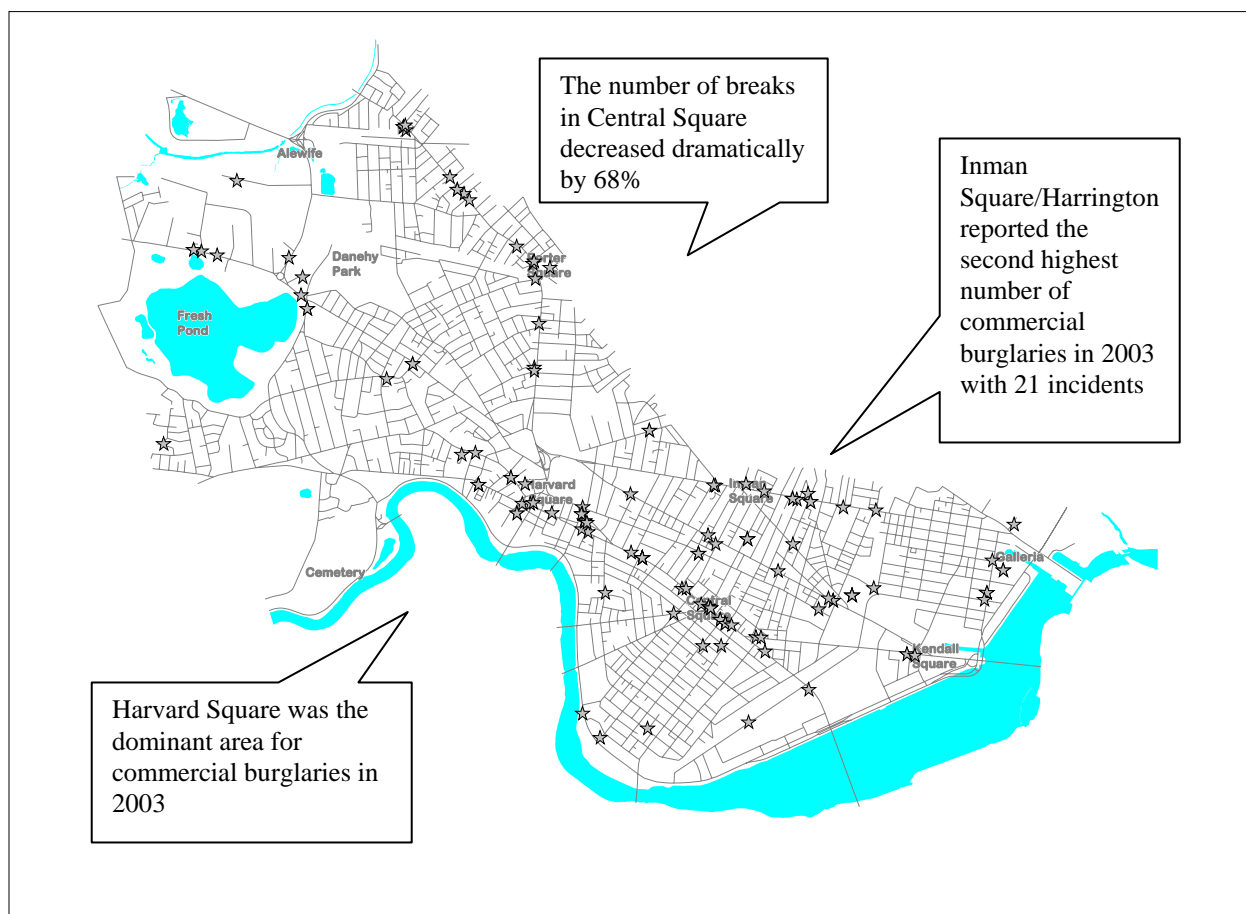 The number of breaks
in Central Square
decreased dramatically
by 68%
Inman
Square/Harrington
reported the
second highest
number of
commercial
burglaries in 2003
with 21 incidents
Alewife
Danehy
Park
Porter
Square
Fresh
Pond
Harvard
Square
Inman
Square
Galleria
Cemetery
Central
Square
Kendall
Square
Harvard Square was the
dominant area for
commercial burglaries in
2003